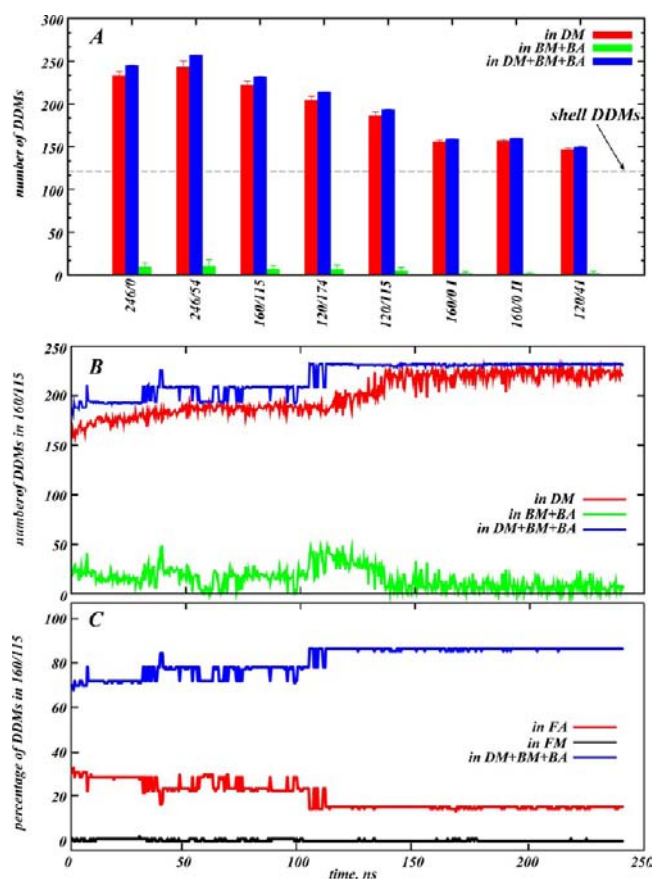 A
in DM
in BM+BA
in DM+BM+BA
shell DDMs
number of DDMs
300
250
200
150
100
50
0
246/0
246/54
160/115
120/174
120/115
160/0 I
160/0 II
120/41
B
numberof DDMs in 160/115
250
200
150
100
50
0
in DM
in BM+BA
in DM+BM+BA
C
percentage of DDMs in 160/115
80
60
40
20
0
in FA
in FM
in DM+BM+BA
0 50 100 150 200 250
time, ns